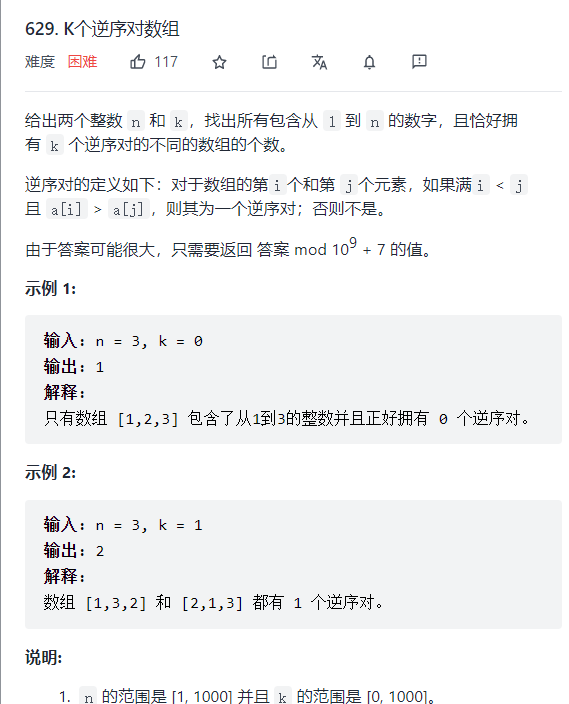 629. K个逆序对数组
难度 困难 117
给出两个整数 n 和 k，找出所有包含从 1 到 n 的数字，且恰好拥
有 k 个逆序对的不同的数组的个数。
逆序对的定义如下：对于数组的第 i 个和第 j 个元素，如果满 i < j
且 a[i] > a[j]，则其为一个逆序对；否则不是。
由于答案可能很大，只需要返回 答案 mod 10⁹ + 7 的值。
示例 1:
输入: n = 3, k = 0
输出: 1
解释:
只有数组 [1,2,3] 包含了从1到3的整数并且正好拥有 0 个逆序对。
示例 2:
输入: n = 3, k = 1
输出: 2
解释:
数组 [1,3,2] 和 [2,1,3] 都有 1 个逆序对。
说明:
1. n 的范围是 [1, 1000] 并且 k 的范围是 [0, 1000]。